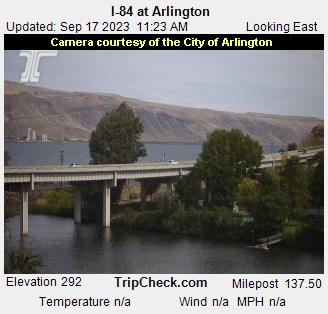 I-84 at Arlington
Updated: Sep 17 2023 11:23 AM Looking East
Camera courtesy of the City of Arlington
Elevation 292 TripCheck.com Milepost 137.50
Temperature n/a Wind n/a MPH n/a